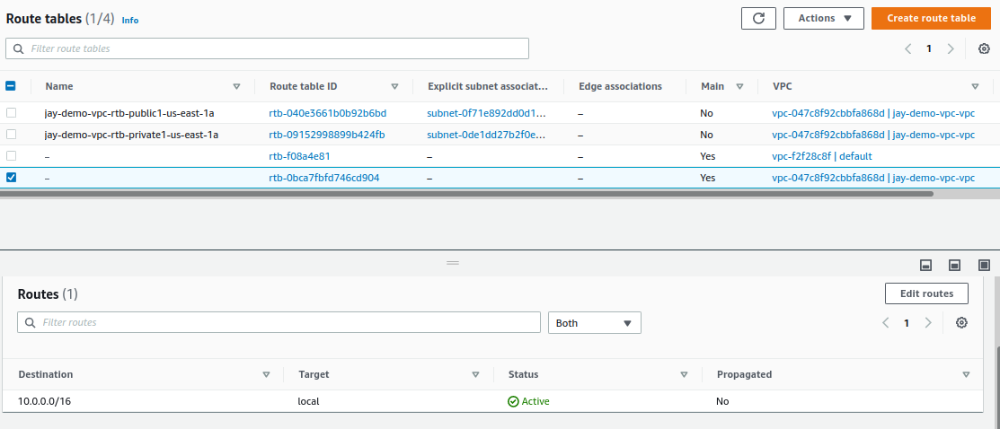 Route tables (1/4) Info
Actions
Create route table
Filter route tables
1
Name Route table ID Explicit subnet associat... Edge associations Main VPC
jay-demo-vpc-rtb-public1-us-east-1a rtb-040e3661b0b92b6bd subnet-0f71e892dd0d1... – No vpc-047c8f92cbbfa868d | jay-demo-vpc-vpc
jay-demo-vpc-rtb-private1-us-east-1a rtb-09152998899b424fb subnet-0de1dd27b2f0e... – No vpc-047c8f92cbbfa868d | jay-demo-vpc-vpc
– rtb-f08a4e81 – – Yes vpc-f2f28c8f | default
– rtb-0bca7fbfd746cd904 – – Yes vpc-047c8f92cbbfa868d | jay-demo-vpc-vpc
Routes (1)
Edit routes
Filter routes
Both
1
Destination Target Status Propagated
10.0.0.0/16 local Active No